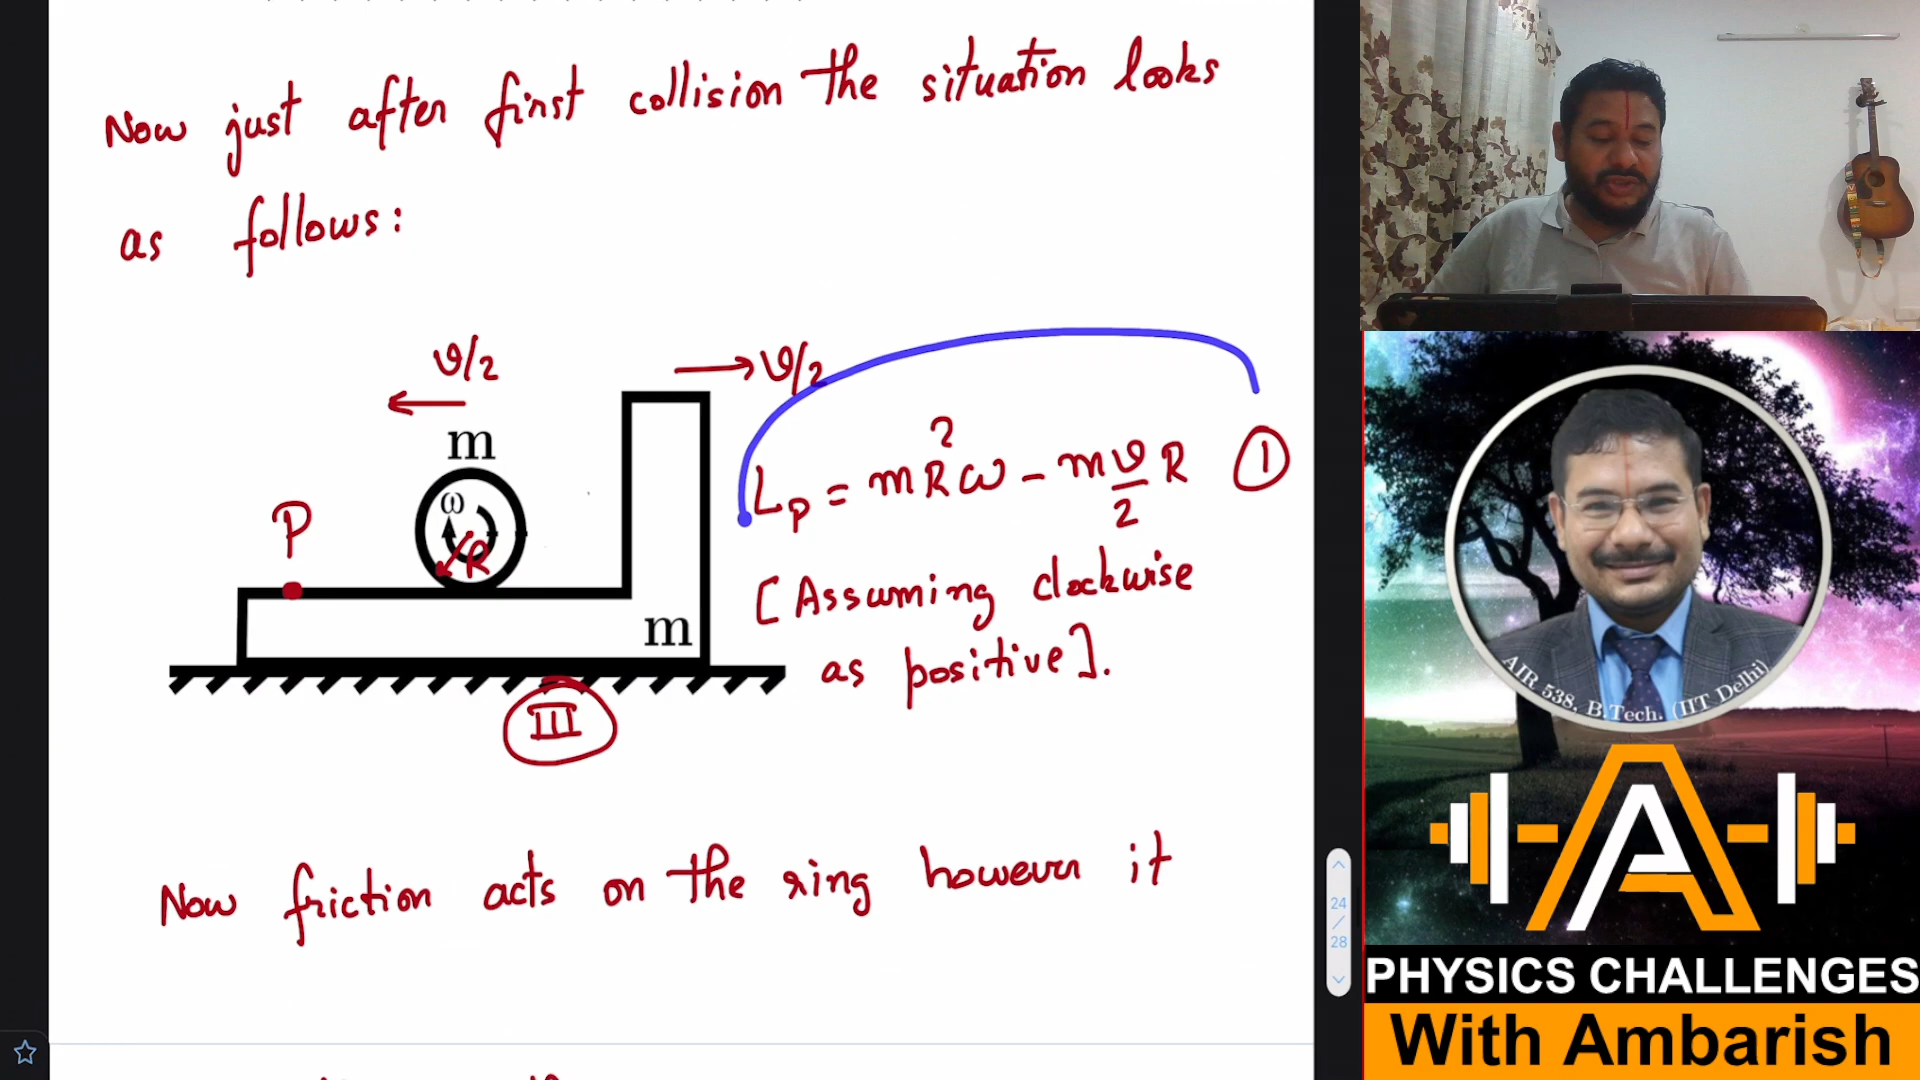 Now just after first collision the situation looks
as follows:
v/2
v/2
m
ω
R
P
m
III
L_P = mR²ω - m v/2 R ①
[Assuming clockwise
as positive].
Now friction acts on the ring however it
24
/
28
AIR 538, B.Tech. (IIT Delhi)
A
PHYSICS CHALLENGES
With Ambarish